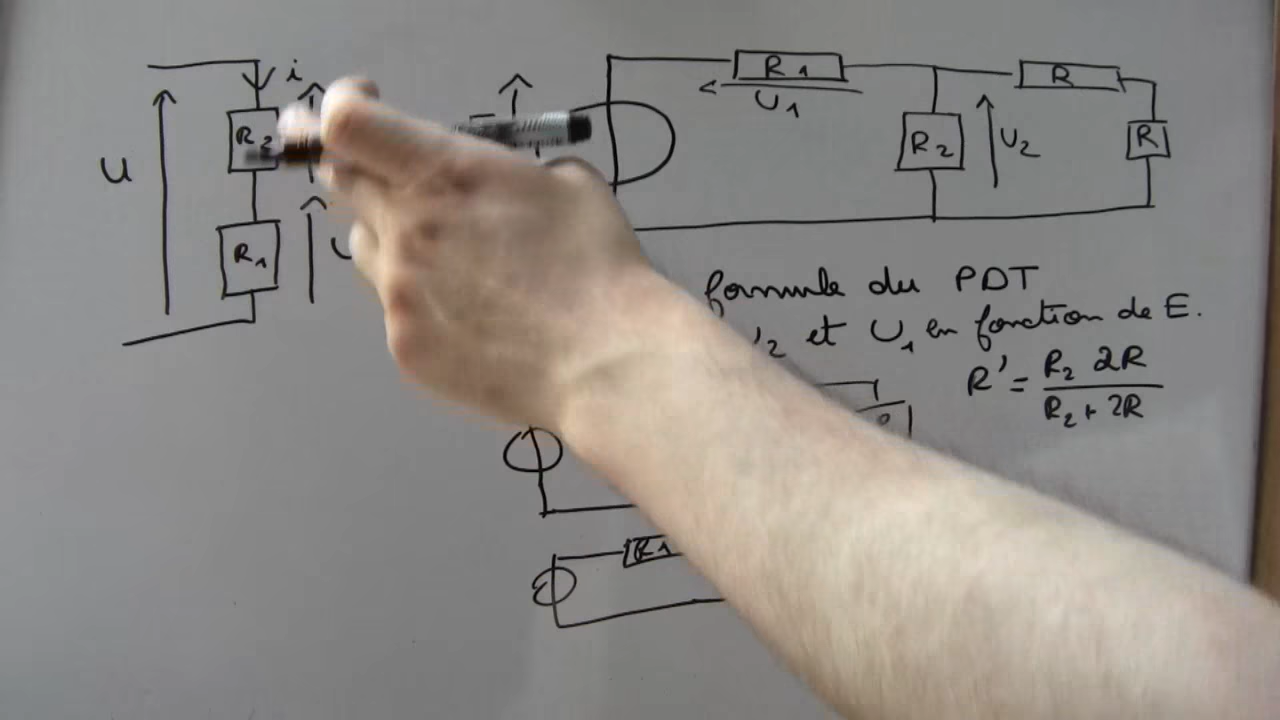 i
U
R2
R1
R1
U1
R2
U2
R
R
formule du PDT
2 et U1 en fonction de E.
R' = R2 2R
R2 + 2R
R1